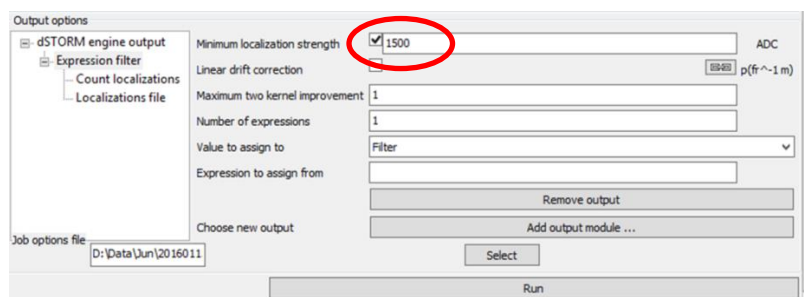 Output options
dSTORM engine output
Expression filter
Count localizations
Localizations file
Minimum localization strength 1500 ADC
Linear drift correction p(fr^-1 m)
Maximum two kernel improvement 1
Number of expressions 1
Value to assign to Filter
Expression to assign from
Remove output
Choose new output Add output module ...
Job options file
D:\Data\Jun\2016011 Select
Run